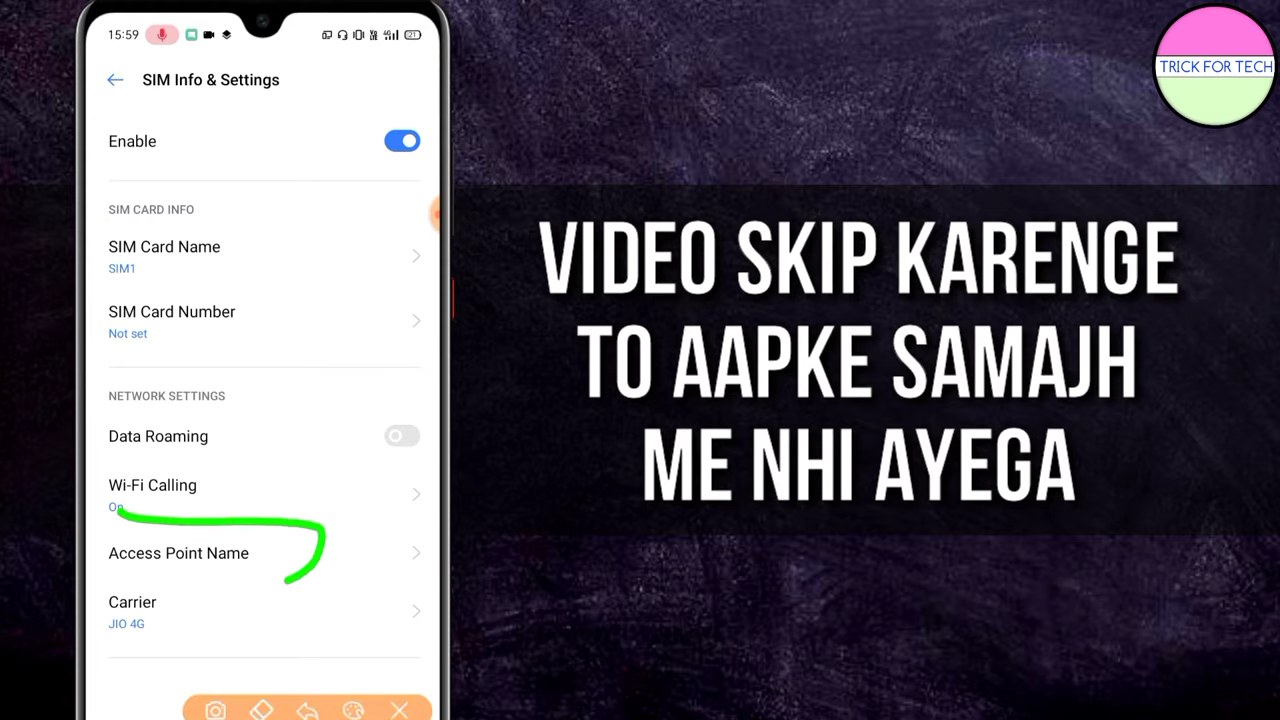 15:59
SIM Info & Settings
Enable
SIM CARD INFO
SIM Card Name
SIM1
SIM Card Number
Not set
NETWORK SETTINGS
Data Roaming
Wi-Fi Calling
On
Access Point Name
Carrier
JIO 4G
VIDEO SKIP KARENGE
TO AAPKE SAMAJH
ME NHI AYEGA
TRICK FOR TECH